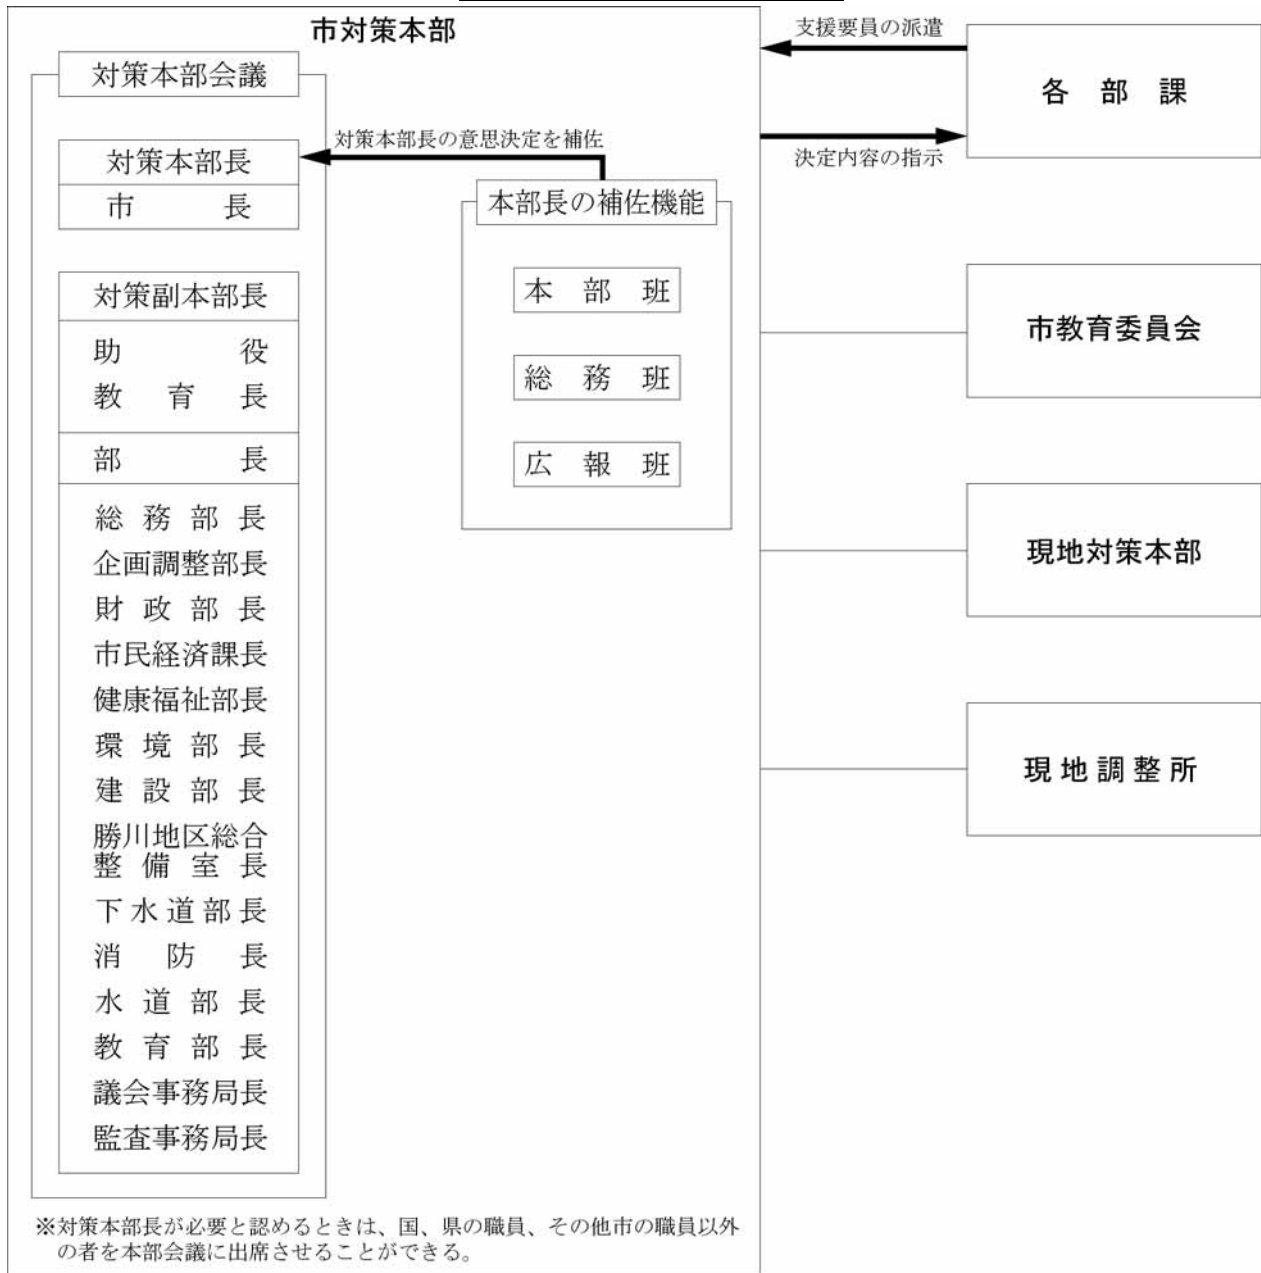 市対策本部
対策本部会議
対策本部長
市長
対策副本部長
助役
教育長
部長
総務部長
企画調整部長
財政部長
市民経済課長
健康福祉部長
環境部長
建設部長
勝川地区総合
整備室長
下水道部長
消防長
水道部長
教育部長
議会事務局長
監査事務局長
対策本部長の意思決定を補佐
本部長の補佐機能
本部班
総務班
広報班
※対策本部長が必要と認めるときは、国、県の職員、その他市の職員以外
の者を本部会議に出席させることができる。
支援要員の派遣
決定内容の指示
各部課
市教育委員会
現地対策本部
現地調整所